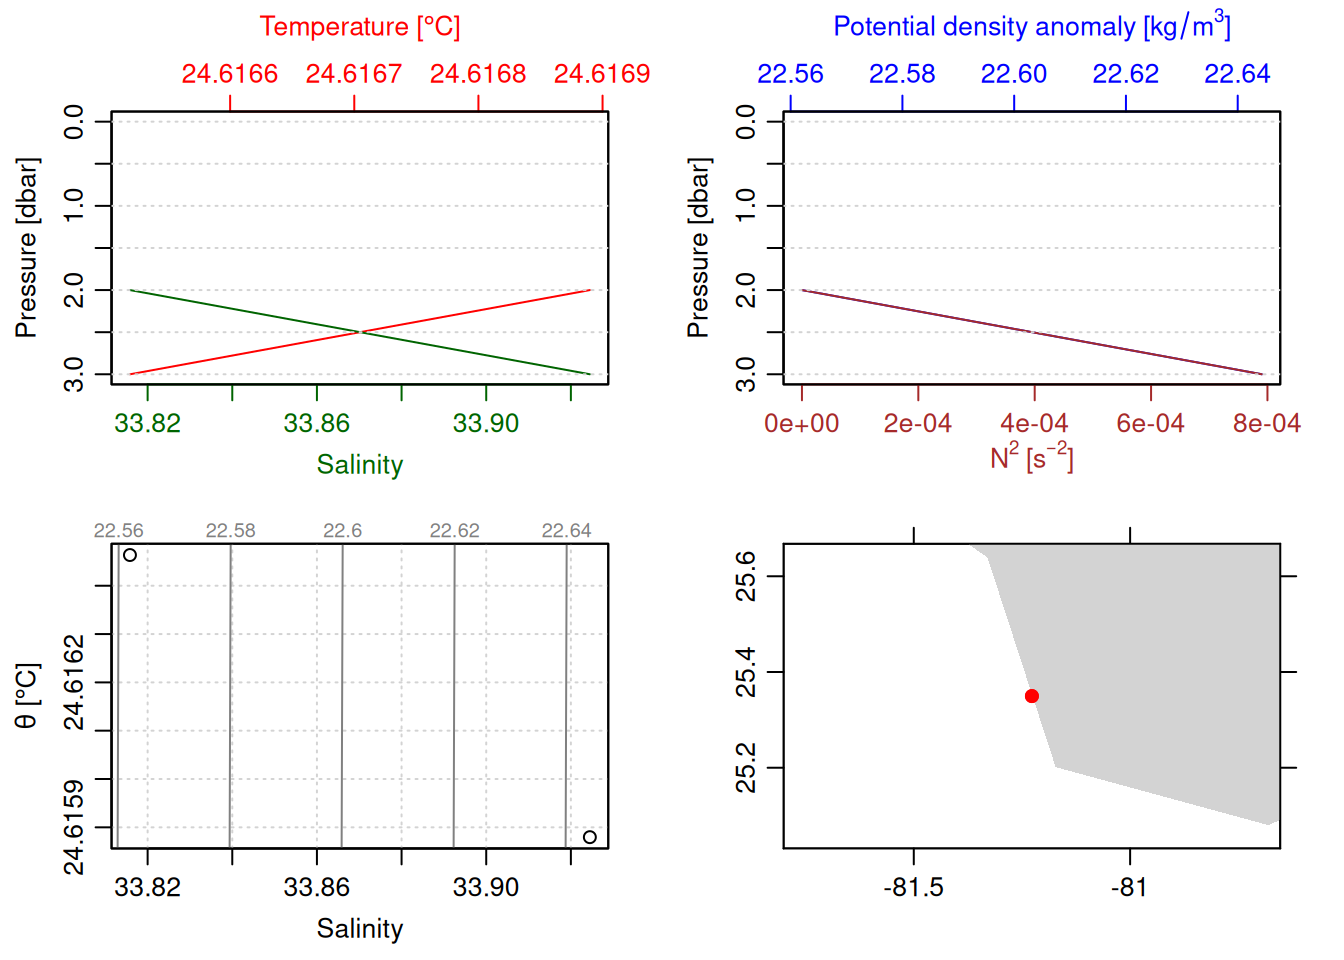 Temperature [°C]
24.6166 24.6167 24.6168 24.6169
Pressure [dbar]
0.0 1.0 2.0 3.0
33.82 33.86 33.90
Salinity
Potential density anomaly [kg/m³]
22.56 22.58 22.60 22.62 22.64
Pressure [dbar]
0.0 1.0 2.0 3.0
0e+00 2e-04 4e-04 6e-04 8e-04
N² [s⁻²]
22.56 22.58 22.6 22.62 22.64
θ [°C]
24.6162
24.6159
33.82 33.86 33.90
Salinity
25.6
25.4
25.2
-81.5 -81